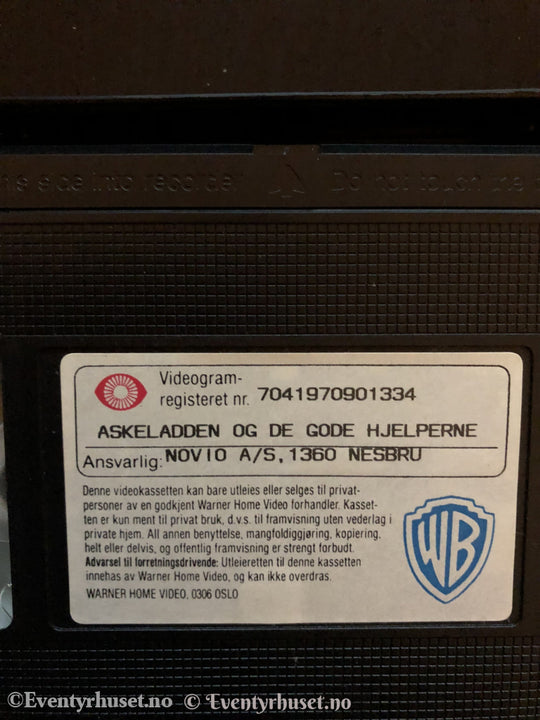 side into recorder Do not touch the
Videogram-
registeret nr. 7041970901334
ASKELADDEN OG DE GODE HJELPERNE
Ansvarlig: NOVIO A/S, 1360 NESBRU
Denne videokassetten kan bare utleies eller selges til privat-
personer av en godkjent Warner Home Video forhandler. Kasset-
ten er kun ment til privat bruk, d.v.s. til framvisning uten vederlag i
private hjem. All annen benyttelse, mangfoldiggjøring, kopiering,
helt eller delvis, og offentlig framvisning er strengt forbudt.
Advarsel til forretningsdrivende: Utleieretten til denne kassetten
innehas av Warner Home Video, og kan ikke overdras.
WARNER HOME VIDEO, 0306 OSLO
WB
©Eventyrhuset.no © Eventyrhuset.no